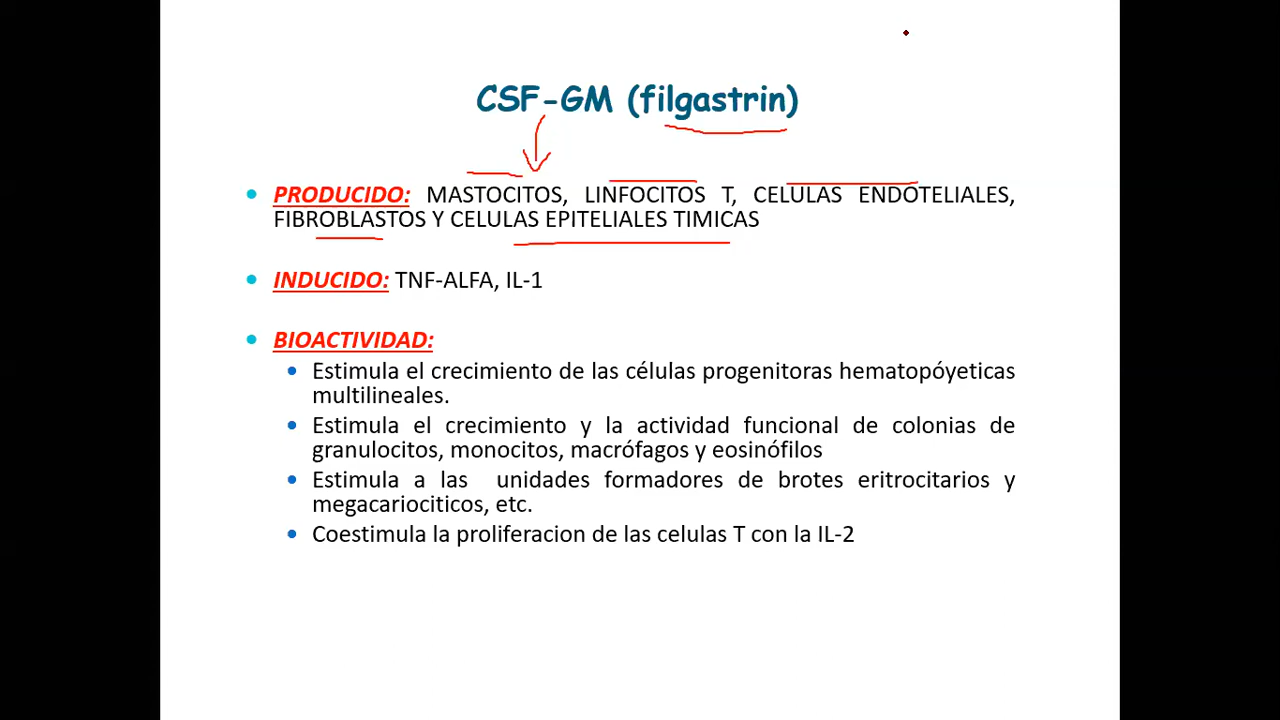 CSF-GM (filgastrin)
• PRODUCIDO: MASTOCITOS, LINFOCITOS T, CELULAS ENDOTELIALES,
FIBROBLASTOS Y CELULAS EPITELIALES TIMICAS
• INDUCIDO: TNF-ALFA, IL-1
• BIOACTIVIDAD:
• Estimula el crecimiento de las células progenitoras hematopóyeticas
multilineales.
• Estimula el crecimiento y la actividad funcional de colonias de
granulocitos, monocitos, macrófagos y eosinófilos
• Estimula a las unidades formadores de brotes eritrocitarios y
megacariociticos, etc.
• Coestimula la proliferacion de las celulas T con la IL-2